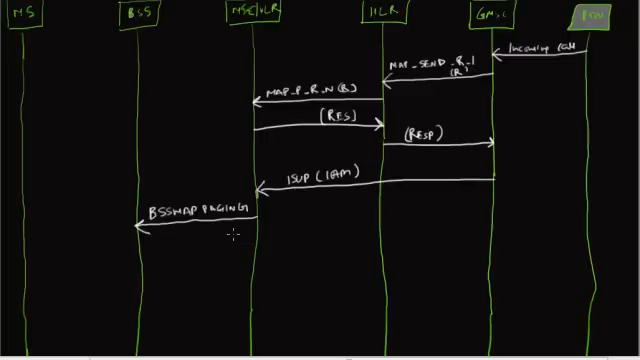 MS
BSS
MSC/VLR
HLR
GMSC
Incoming call
MAP_SEND_R_I
(R)
MAP_P_R_N(R)
(RES)
(RESP)
ISUP (IAM)
BSSMAP PAGING